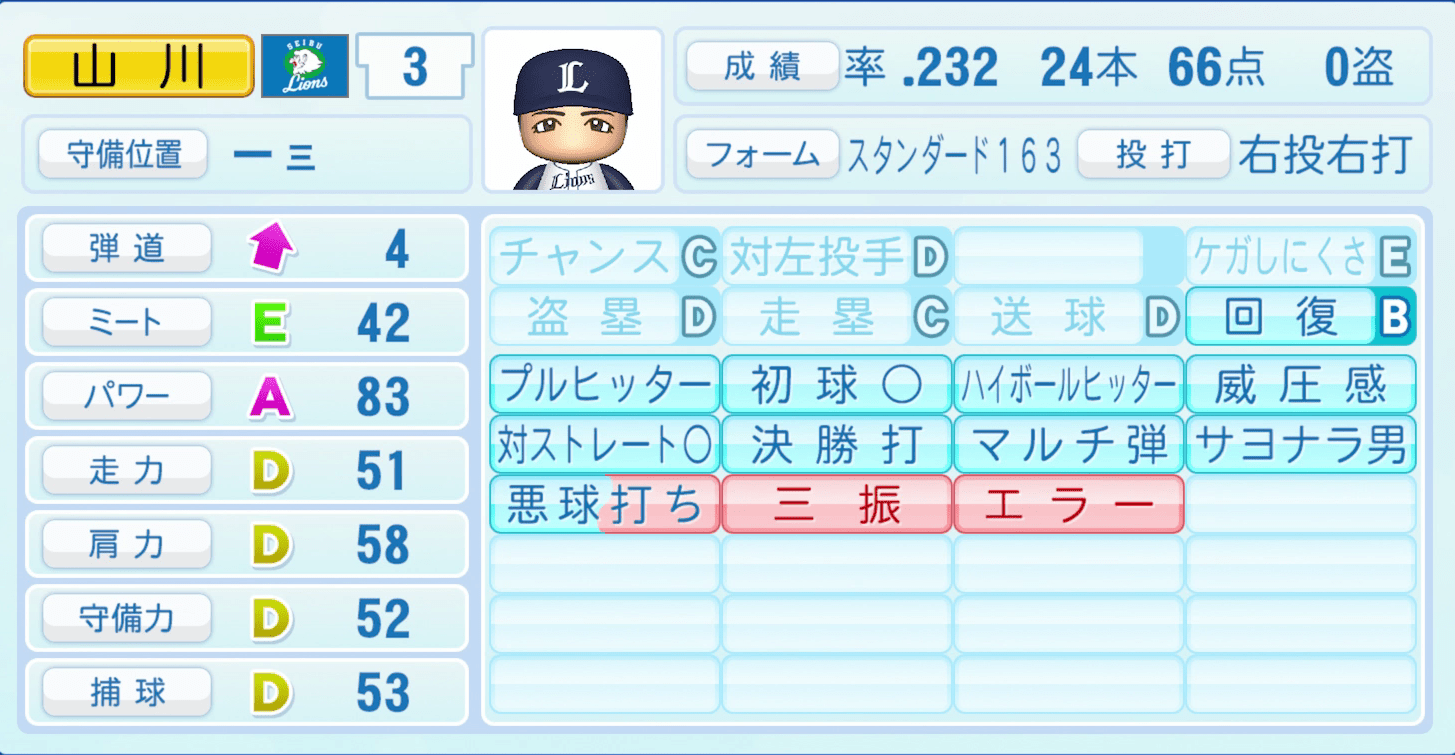 山川 SEIBU Lions 3 L Lions 成績 率 .232 24本 66点 0盗
守備位置 一 三 フォーム スタンダード163 投打 右投右打
弾道 4
ミート E 42
パワー A 83
走力 D 51
肩力 D 58
守備力 D 52
捕球 D 53
チャンス C 対左投手 D ケガしにくさ E
盗塁 D 走塁 C 送球 D 回復 B
プルヒッター 初球〇 ハイボールヒッター 威圧感
対ストレート〇 決勝打 マルチ弾 サヨナラ男
悪球打ち 三振 エラー